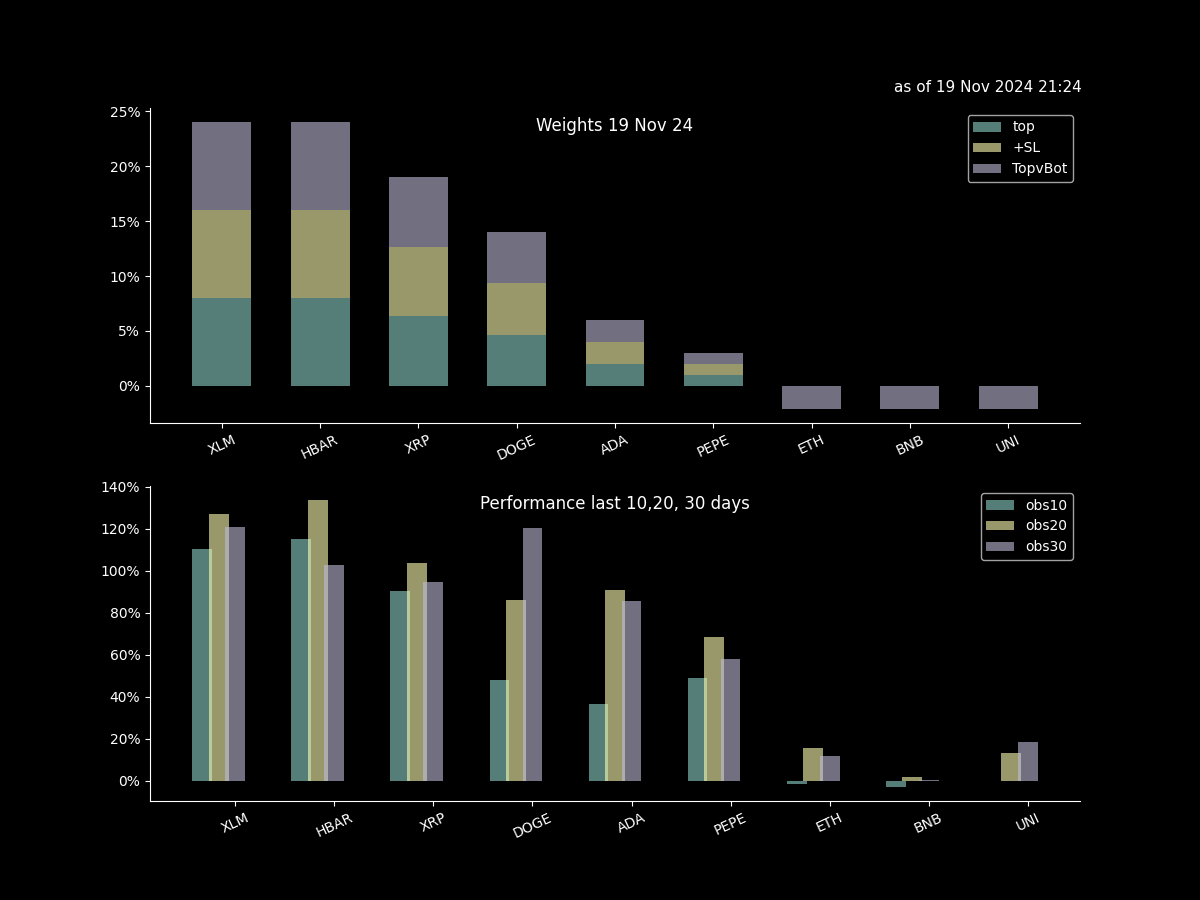 as of 19 Nov 2024 21:24
Weights 19 Nov 24
top
+SL
TopvBot
25%
20%
15%
10%
5%
0%
XLM HBAR XRP DOGE ADA PEPE ETH BNB UNI
Performance last 10,20, 30 days
obs10
obs20
obs30
140%
120%
100%
80%
60%
40%
20%
0%
XLM HBAR XRP DOGE ADA PEPE ETH BNB UNI